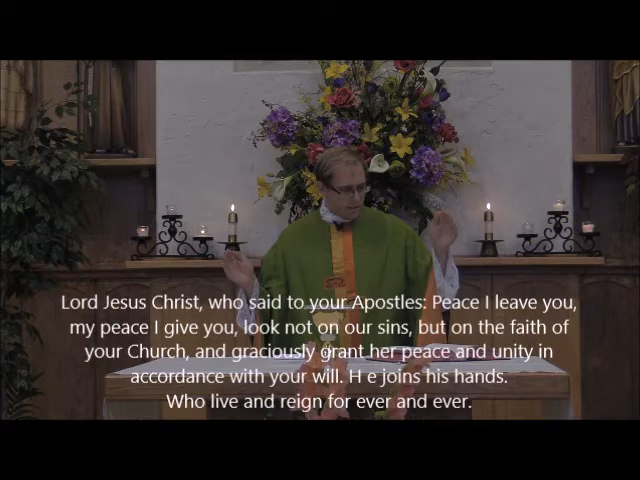 Lord Jesus Christ, who said to your Apostles: Peace I leave you,
my peace I give you, look not on our sins, but on the faith of
your Church, and graciously grant her peace and unity in
accordance with your will. H e joins his hands.
Who live and reign for ever and ever.